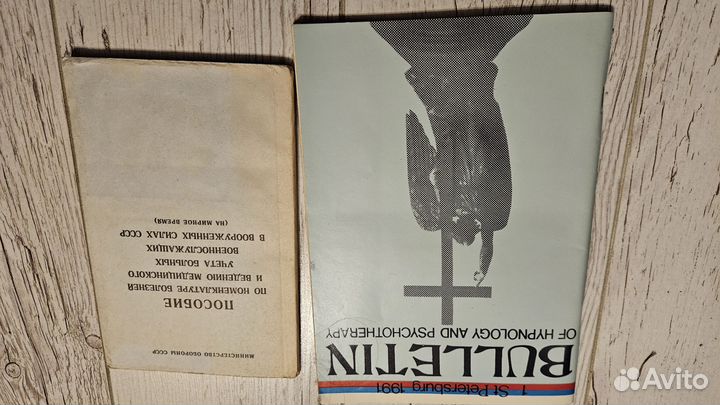 МИНИСТЕРСТВО ОБОРОНЫ СССР
ПОСОБИЕ
ПО НОМЕНКЛАТУРЕ БОЛЕЗНЕЙ
И ВЕДЕНИЮ МЕДИЦИНСКОГО
УЧЕТА БОЛЬНЫХ
ВОЕННОСЛУЖАЩИХ
В ВООРУЖЕННЫХ СИЛАХ СССР
(НА МИРНОЕ ВРЕМЯ)
1 St Petersburg 1991
BULLETIN
OF HYPNOLOGY AND PSYCHOTHERAPY
Avito